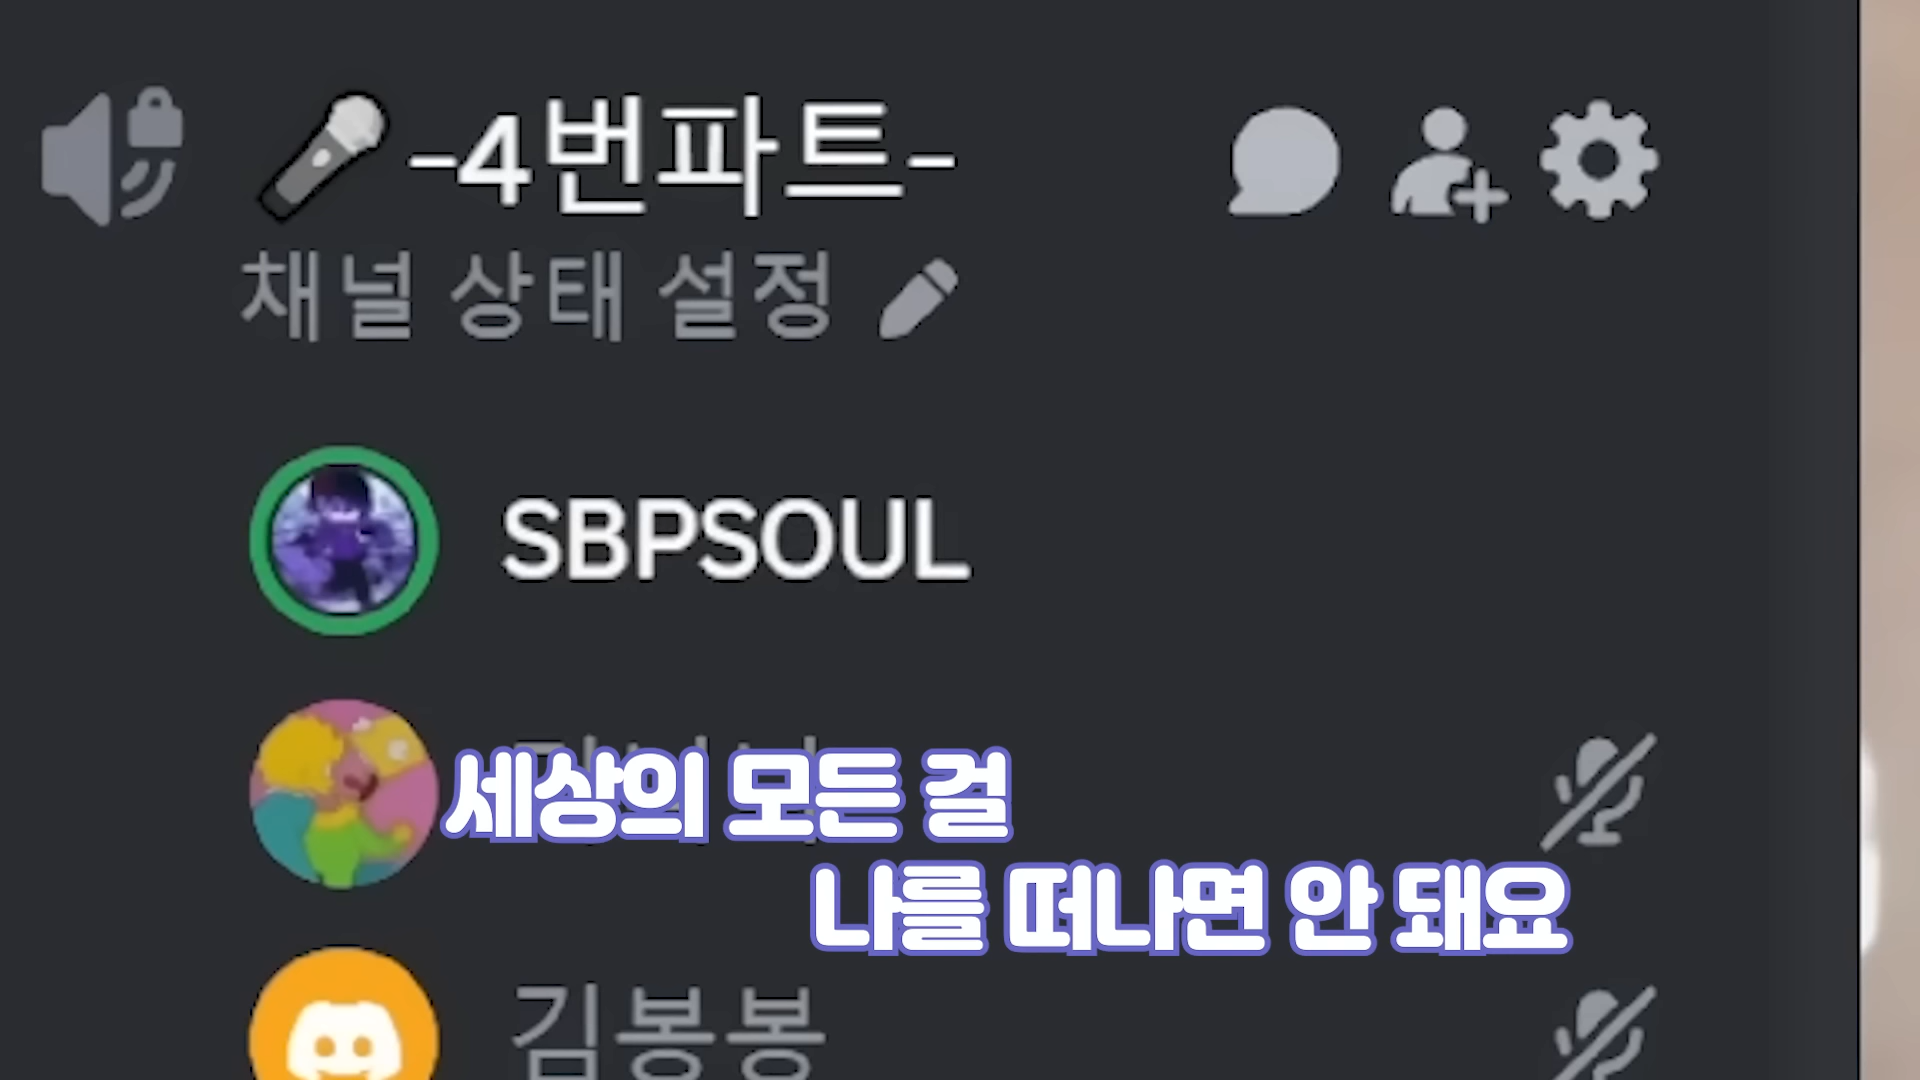 -4번파트-
채널 상태 설정
SBPSOUL
세상의 모든 걸
나를 떠나면 안 돼요
김봉봉